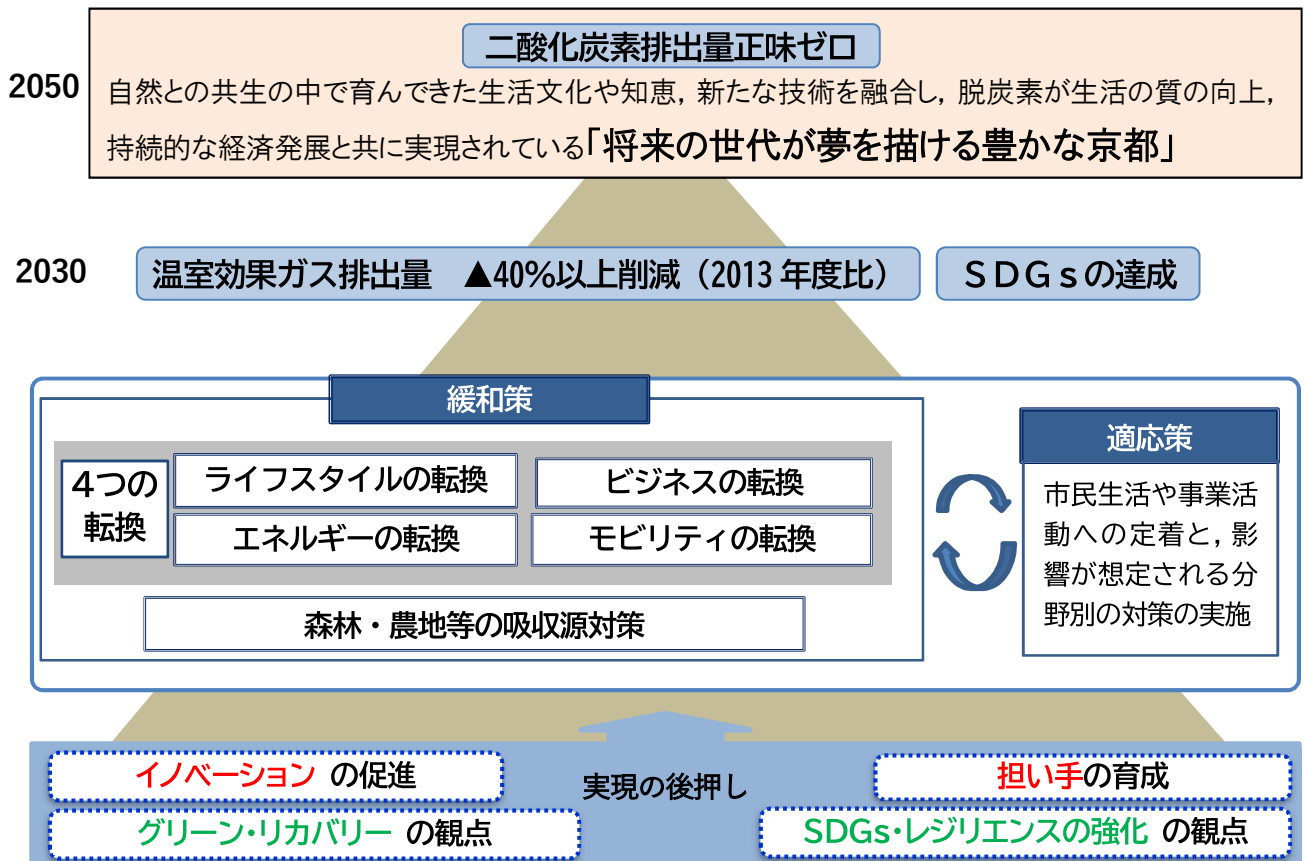 二酸化炭素排出量正味ゼロ
2050
自然との共生の中で育んできた生活文化や知恵，新たな技術を融合し，脱炭素が生活の質の向上，
持続的な経済発展と共に実現されている「将来の世代が夢を描ける豊かな京都」
2030
温室効果ガス排出量　▲40％以上削減（2013 年度比）
ＳＤＧｓの達成
緩和策
4つの
転換
ライフスタイルの転換
ビジネスの転換
エネルギーの転換
モビリティの転換
森林・農地等の吸収源対策
適応策
市民生活や事業活
動への定着と，影
響が想定される分
野別の対策の実施
イノベーション の促進
実現の後押し
担い手の育成
グリーン・リカバリー の観点
SDGs・レジリエンスの強化 の観点